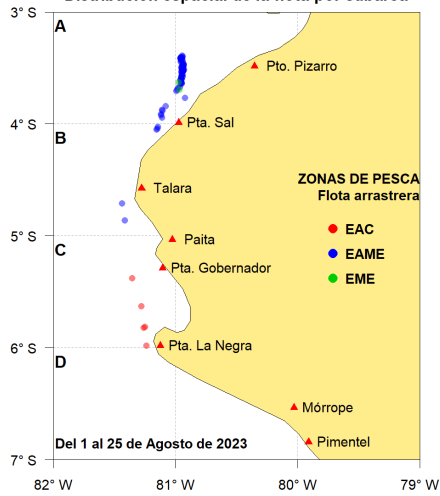 Distribución espacial de la flota por subárea
3° S
A
Pto. Pizarro
4° S
Pta. Sal
B
ZONAS DE PESCA
Flota arrastrera
Talara
EAC
5° S
Paita
C
EAME
Pta. Gobernador
EME
6° S
Pta. La Negra
D
Mórrope
Del 1 al 25 de Agosto de 2023
Pimentel
7° S
82° W
81° W
80° W
79° W